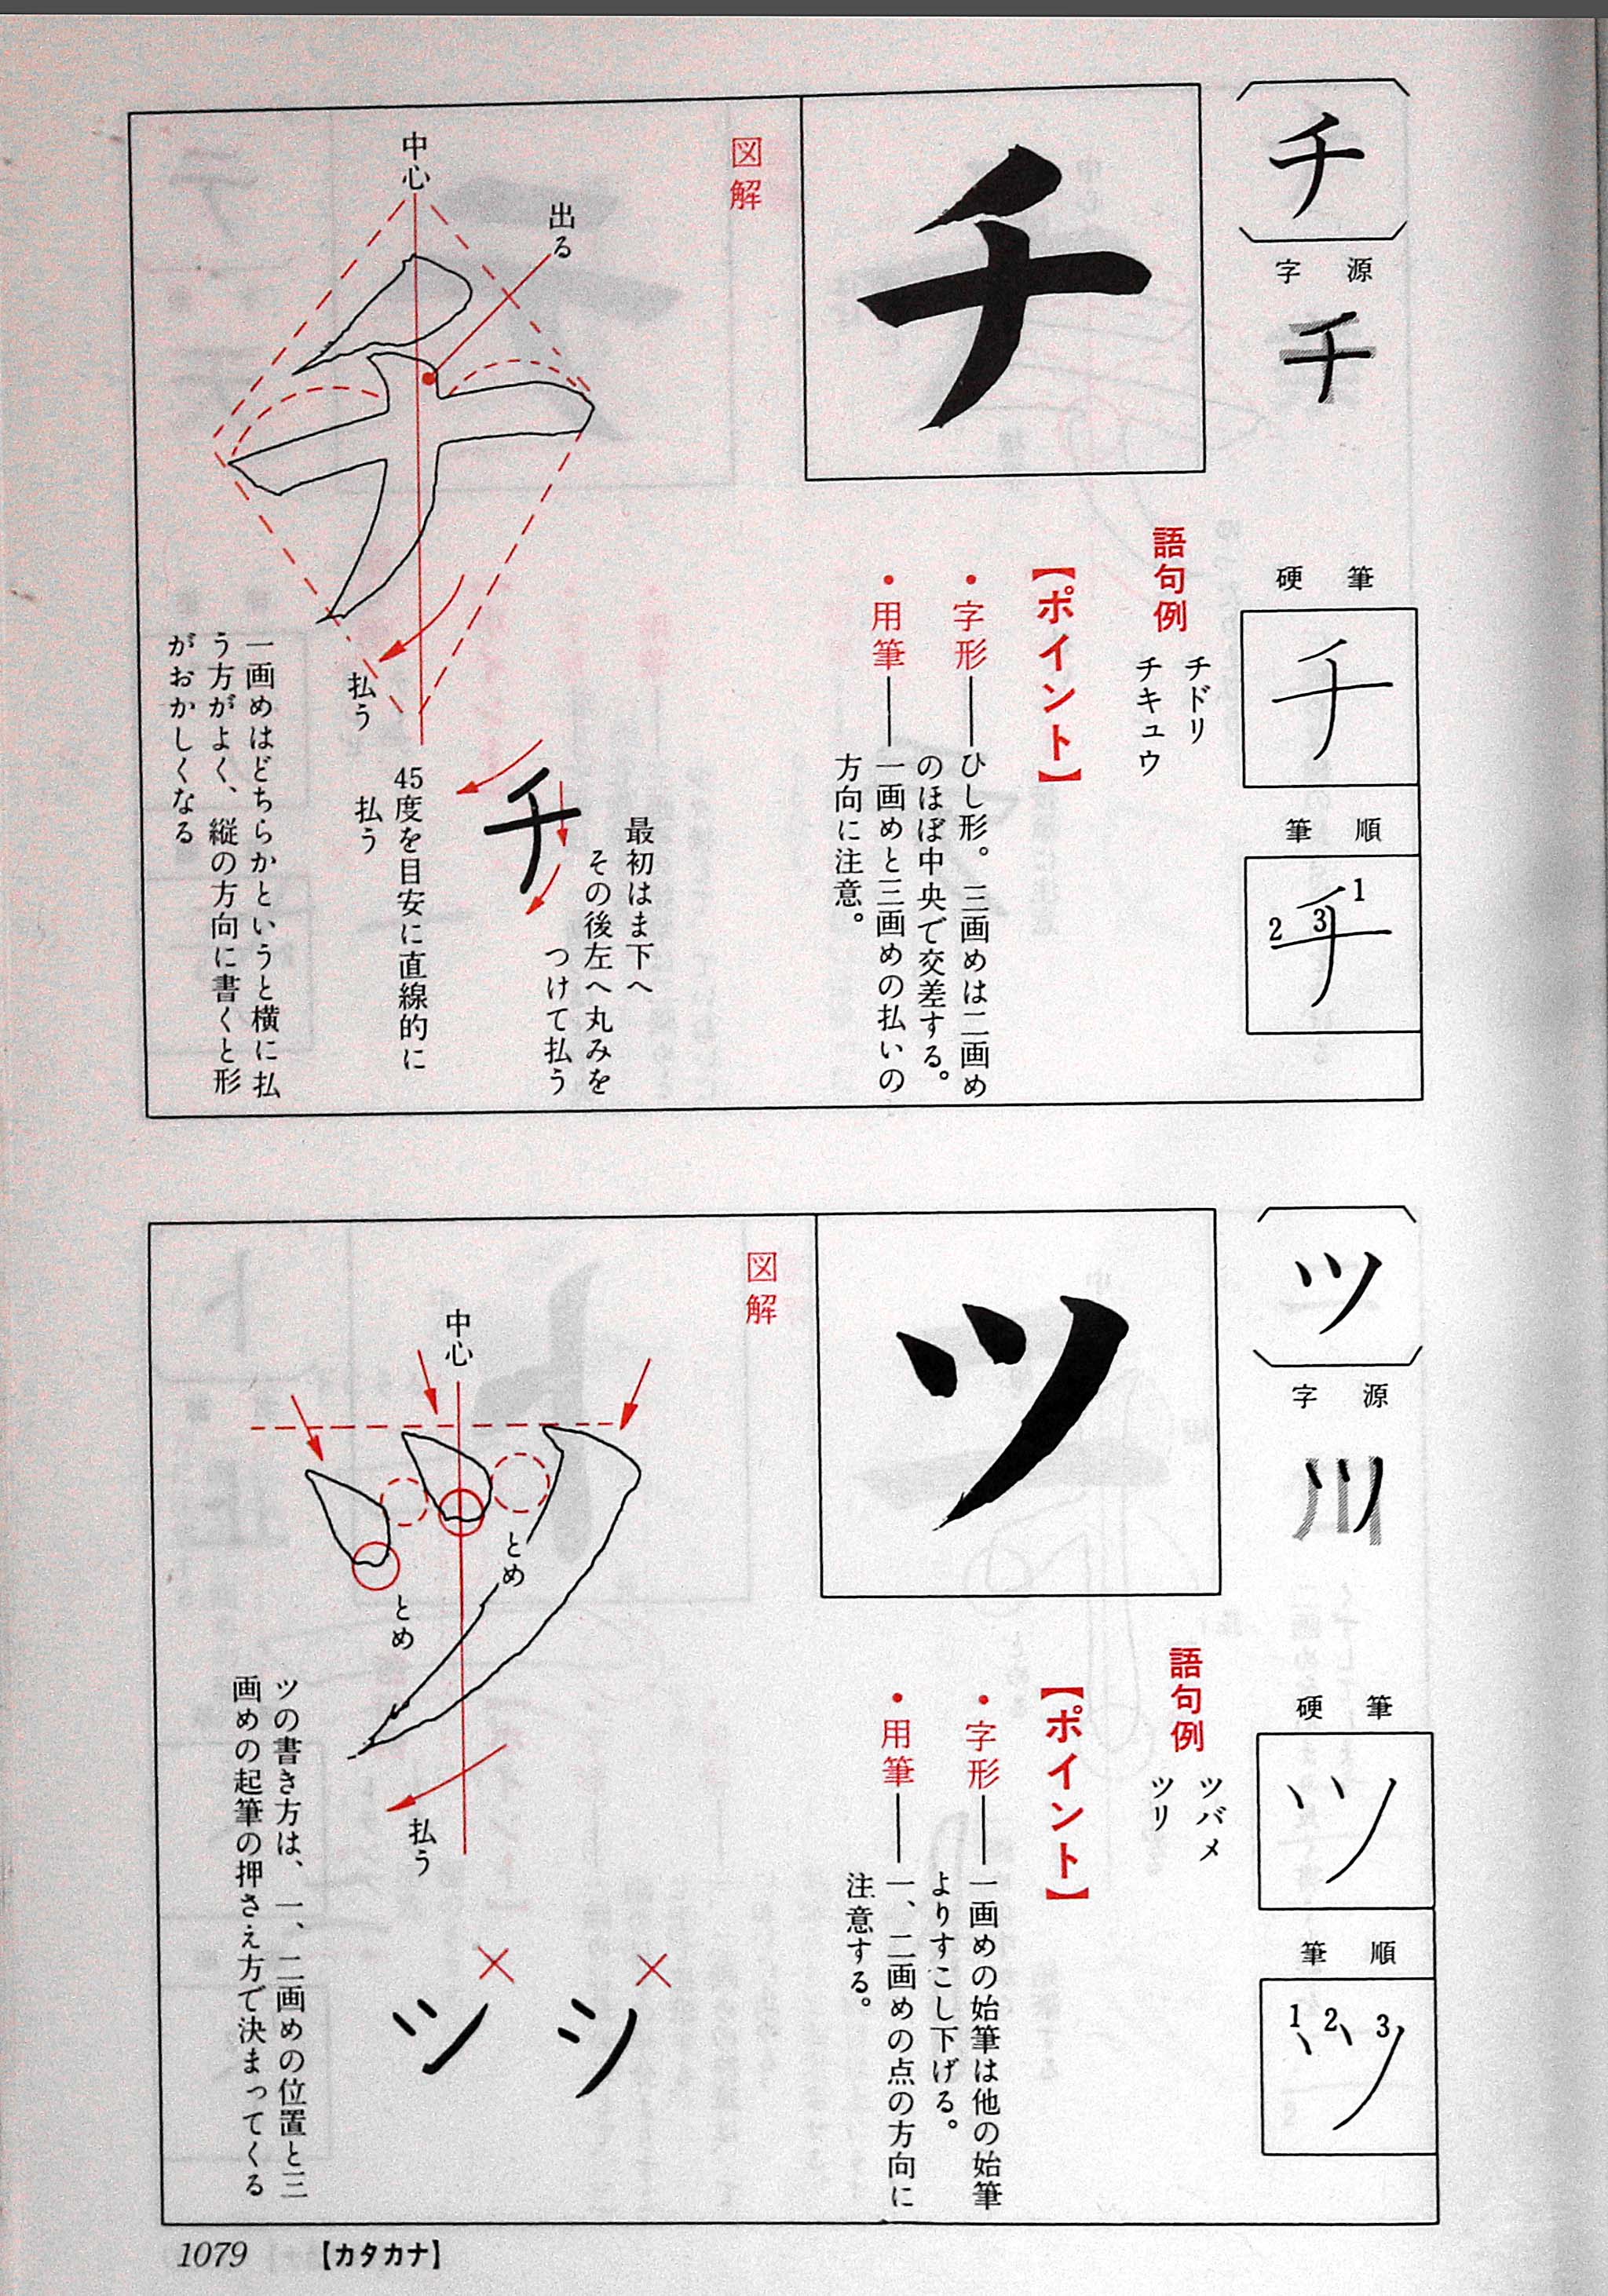 チ
字源
千
硬筆
チ
筆順
チ
1
2
3
語句例
チドリ
チキュウ
【ポイント】
・字形——ひし形。三画めは二画め
のほぼ中央で交差する。
・用筆——一画めと三画めの払いの
方向に注意。
チ
図解
中心
出る
払う
最初はま下へ
その後左へ丸みを
つけて払う
チ
45度を目安に直線的に
払う
一画めはどちらかというと横に払
う方がよく、縦の方向に書くと形
がおかしくなる
ツ
字源
川
硬筆
ツ
筆順
ツ
1
2
3
語句例
ツバメ
ツリ
【ポイント】
・字形——一画めの始筆は他の始筆
よりすこし下げる。
・用筆——一、二画めの点の方向に
注意する。
ツ
図解
中心
とめ
とめ
払う
×
ツ
×
ツ
ツの書き方は、一、二画めの位置と三
画めの起筆の押さえ方で決まってくる
1079
【カタカナ】